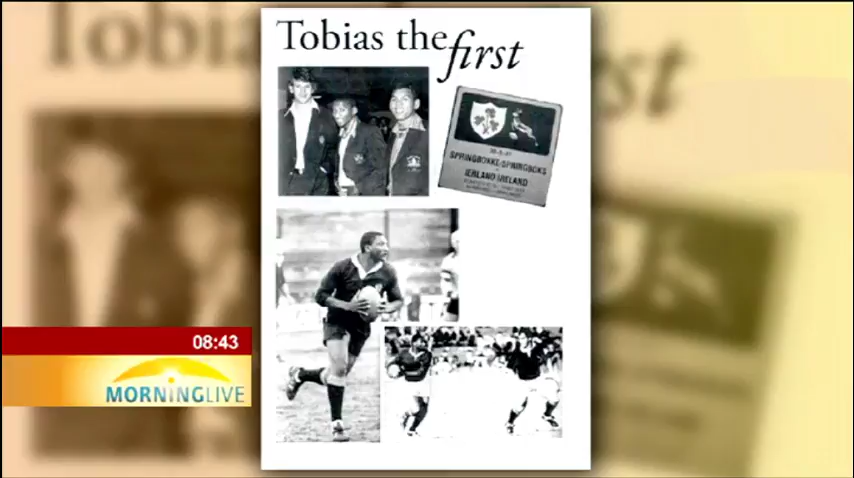 Tobias the
first
SPRINGBOKKE-SPRINGBOKS
IERLAND/IRELAND
08:43
MORNINGLIVE